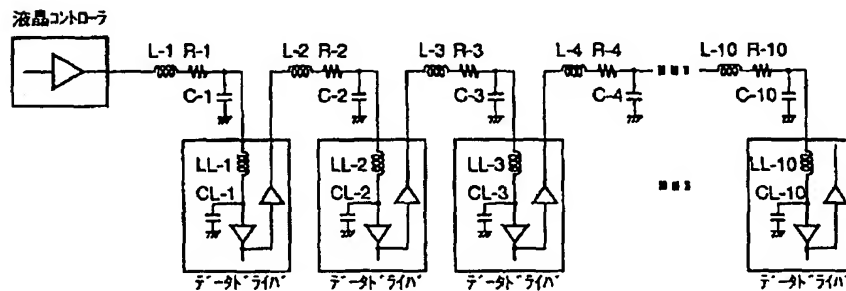 液晶コントローラ
L-1 R-1
L-2 R-2
L-3 R-3
L-4 R-4
L-10 R-10
C-1
C-2
C-3
C-4
C-10
LL-1
LL-2
LL-3
LL-10
CL-1
CL-2
CL-3
CL-10
データドライバ
データドライバ
データドライバ
データドライバ